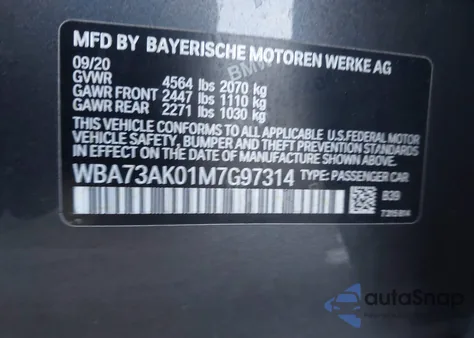 MFD BY BAYERISCHE MOTOREN WERKE AG
09/20
GVWR 4564 lbs 2070 kg
GAWR FRONT 2447 lbs 1110 kg
GAWR REAR 2271 lbs 1030 kg
THIS VEHICLE CONFORMS TO ALL APPLICABLE U.S.FEDERAL MOTOR
VEHICLE SAFETY, BUMPER AND THEFT PREVENTION STANDARDS
IN EFFECT ON THE DATE OF MANUFACTURE SHOWN ABOVE.
WBA73AK01M7G97314 TYPE: PASSENGER CAR
B39
autoSnap